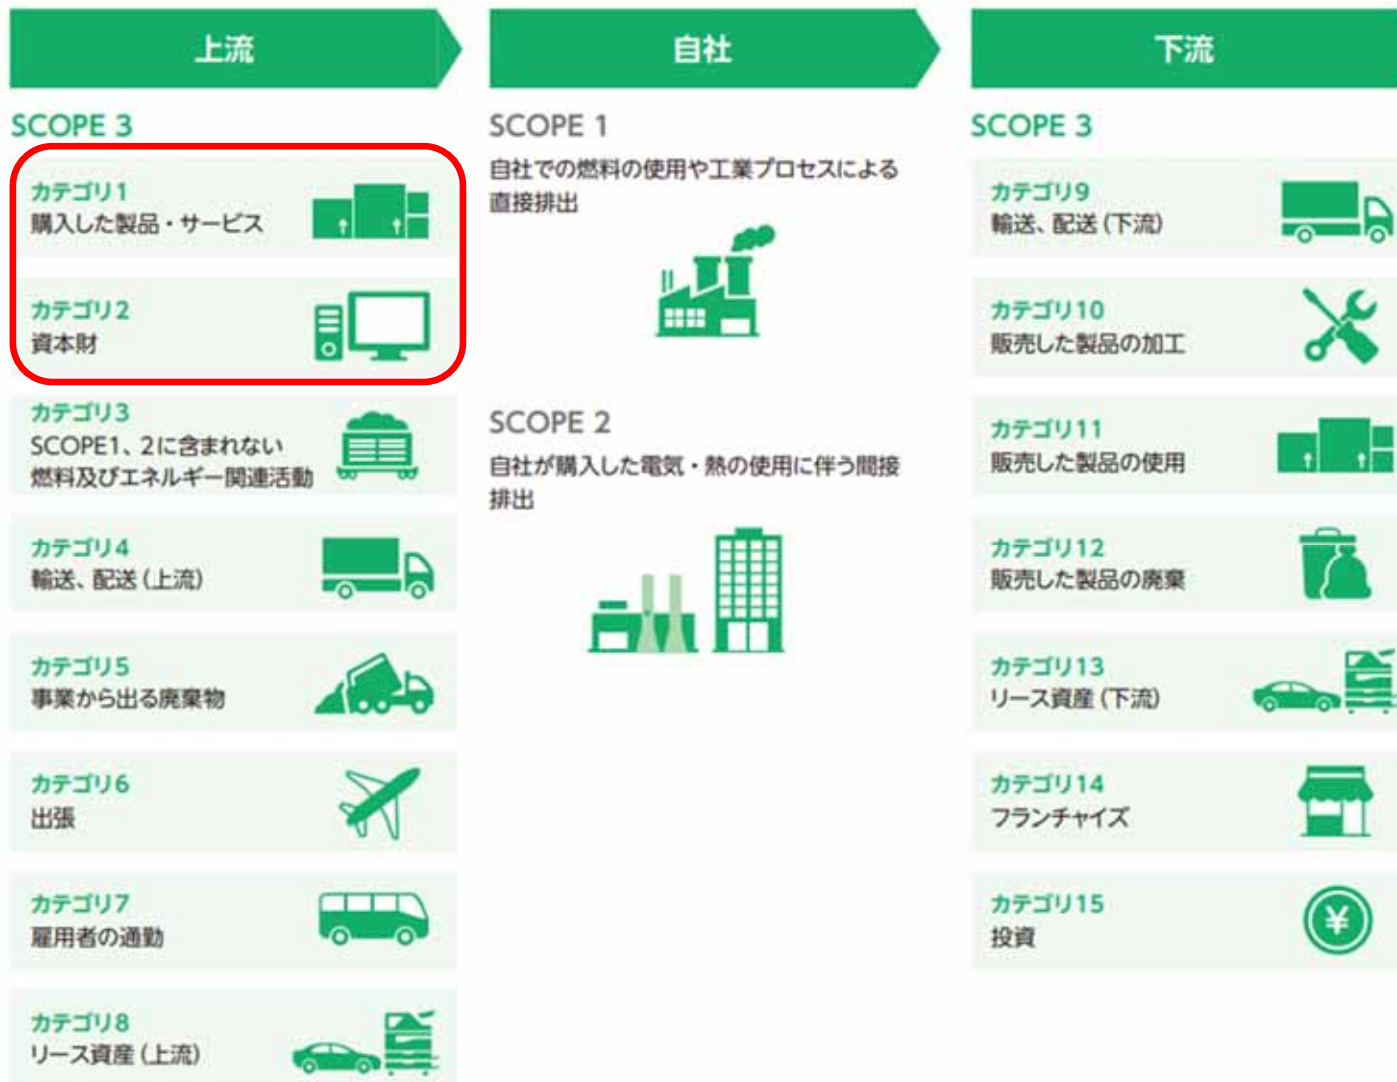 上流
SCOPE 3
カテゴリ1
購入した製品・サービス
カテゴリ2
資本財
カテゴリ3
SCOPE1、2に含まれない
燃料及びエネルギー関連活動
カテゴリ4
輸送、配送（上流）
カテゴリ5
事業から出る廃棄物
カテゴリ6
出張
カテゴリ7
雇用者の通勤
カテゴリ8
リース資産（上流）
自社
SCOPE 1
自社での燃料の使用や工業プロセスによる
直接排出
SCOPE 2
自社が購入した電気・熱の使用に伴う間接
排出
下流
SCOPE 3
カテゴリ9
輸送、配送（下流）
カテゴリ10
販売した製品の加工
カテゴリ11
販売した製品の使用
カテゴリ12
販売した製品の廃棄
カテゴリ13
リース資産（下流）
カテゴリ14
フランチャイズ
カテゴリ15
投資
¥